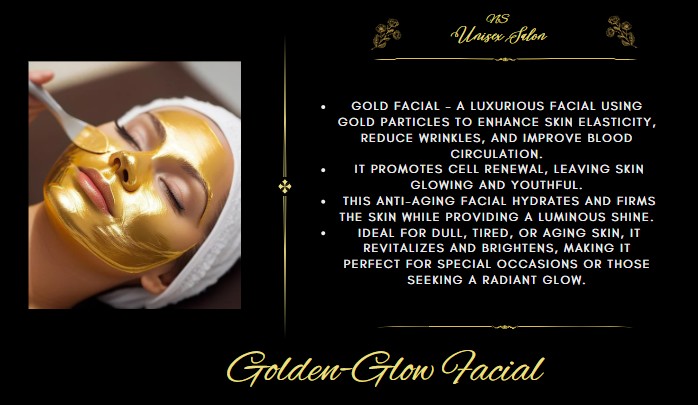 NS
Unisex Salon
• GOLD FACIAL – A LUXURIOUS FACIAL USING
GOLD PARTICLES TO ENHANCE SKIN ELASTICITY,
REDUCE WRINKLES, AND IMPROVE BLOOD
CIRCULATION.
• IT PROMOTES CELL RENEWAL, LEAVING SKIN
GLOWING AND YOUTHFUL.
• THIS ANTI-AGING FACIAL HYDRATES AND FIRMS
THE SKIN WHILE PROVIDING A LUMINOUS SHINE.
• IDEAL FOR DULL, TIRED, OR AGING SKIN, IT
REVITALIZES AND BRIGHTENS, MAKING IT
PERFECT FOR SPECIAL OCCASIONS OR THOSE
SEEKING A RADIANT GLOW.
Golden-Glow Facial